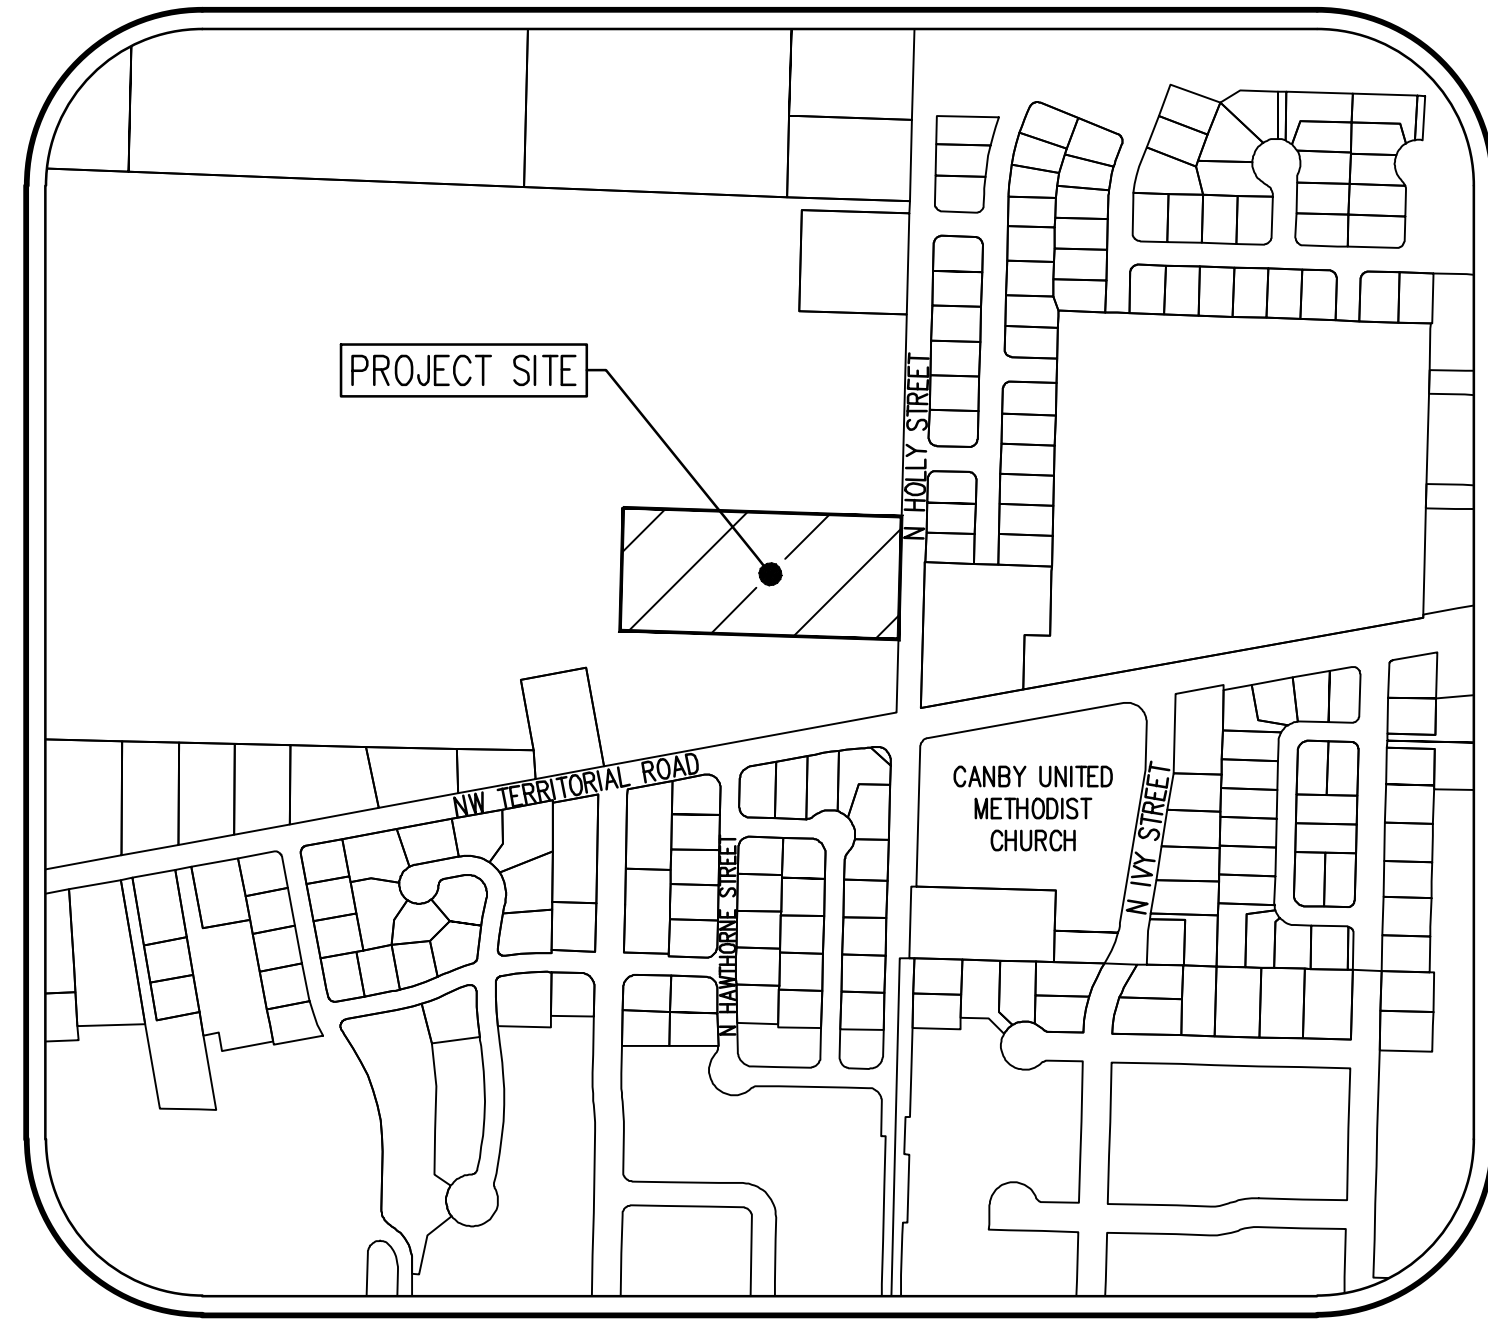 PROJECT SITE
N HOLLY STREET
NW TERRITORIAL ROAD
CANBY UNITED
METHODIST
CHURCH
N IVY STREET
N HAWTHORNE STREET